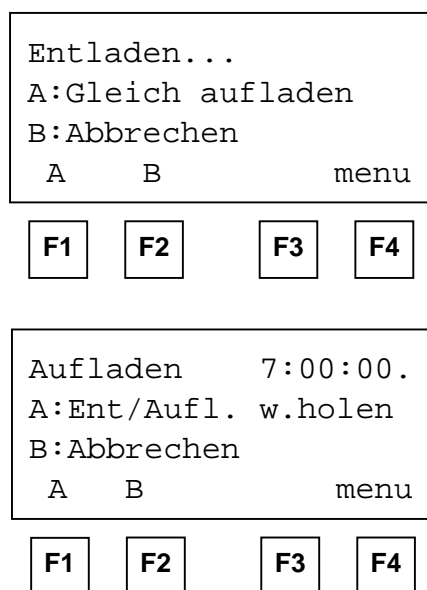 Entladen...
A:Gleich aufladen
B:Abbrechen
A B menu
F1 F2 F3 F4
Aufladen 7:00:00.
A:Ent/Aufl. w.holen
B:Abbrechen
A B menu
F1 F2 F3 F4